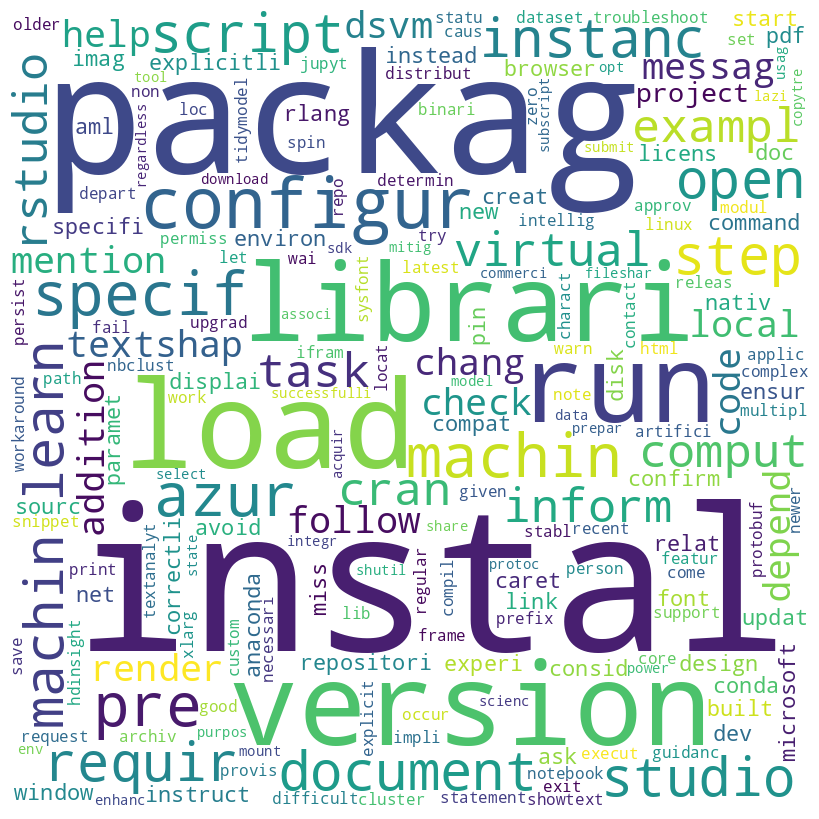 older
help
script
dsvm
statu
caus
dataset
troubleshoot
start
instanc
usag
pdf
set
imag
explicitli
jupyt
instead
distribut
browser
messag
tool
opt
copytre
rstudio
packag
non
loc
rlang
binari
zero
subscript
project
lazi
aml
regardless
spin
tidymodel
submit
exampl
licens
doc
depart
download
determin
repo
configur
creat
open
specifi
new
intellig
approv
modul
permiss
environ
let
try
sdk
mitig
virtual
linux
command
mention
wai
latest
commerci
fileshar
step
persist
specif
librari
associ
sysfont
charact
contact
releas
nativ
fail
upgrad
pin
local
textshap
nbclust
ifram
locat
chang
warn
html
disk
code
applic
workaround
path
displai
task
model
note
complex
ensur
work
successfulli
check
data
prepar
multipl
machin learn
addition
paramet
load
run
compat
artifici
select
acquir
machin
comput
sourc
azur
cran
given
confirm
snippet
avoid
follow
share
inform
depend
newer
correctli
textanalyt
state
integr
stabl
recent
relat
protobuf
print
instal
miss
regular
compil
protoc
person
featur
net
xlarg
anaconda
necessari
shutil
caret
link
come
font
support
updat
lib
prefix
save
hdinsight
render
custom
frame
repositori
experi
version
consid
core
design
power
conda
microsoft
pre
good
explicit
scienc
built
request
archiv
purpos
occur
impli
dev
env
mount
ask
execut
guidanc
requir
provis
document
notebook
exit
studio
window
enhanc
instruct
difficult
cluster
statement
showtext